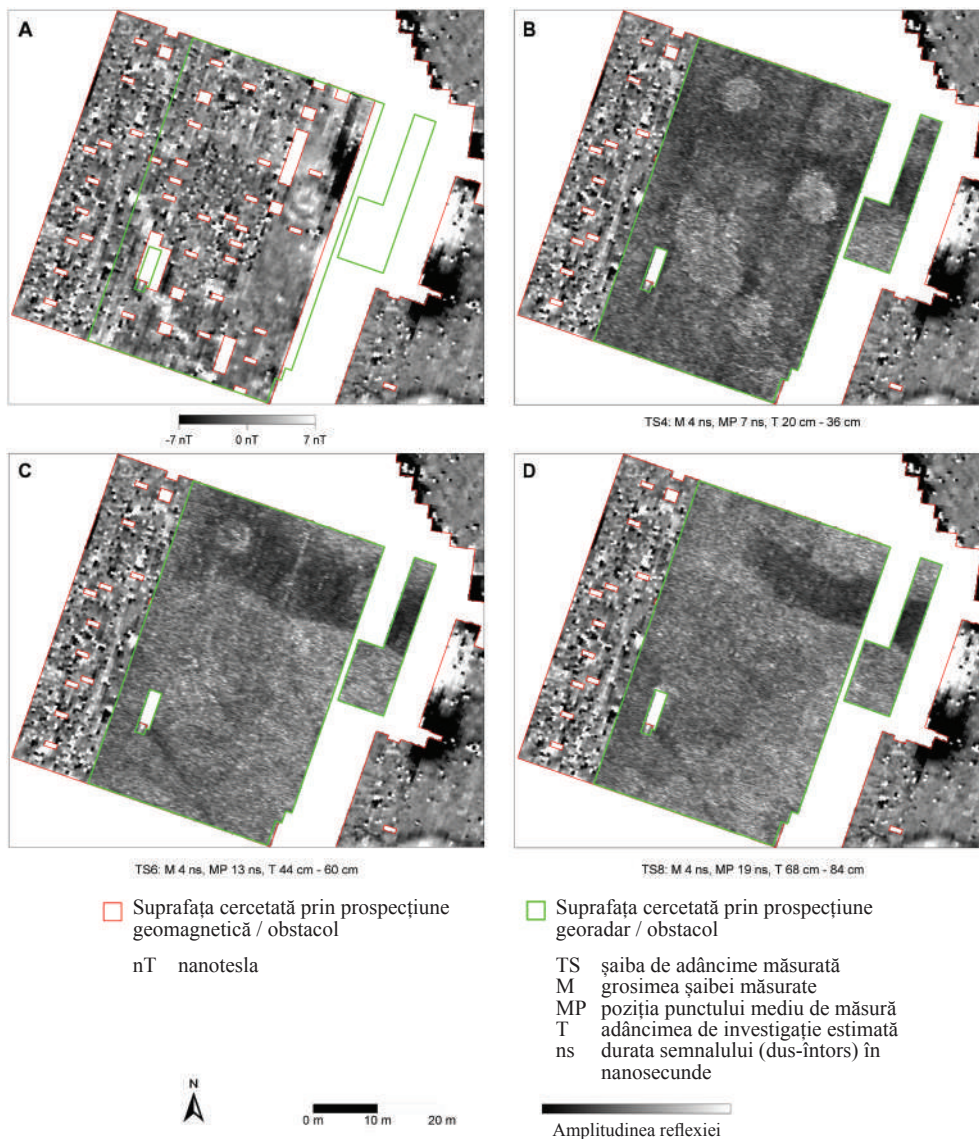 A
B
-7 nT 0 nT 7 nT
TS4: M 4 ns, MP 7 ns, T 20 cm - 36 cm
C
D
TS6: M 4 ns, MP 13 ns, T 44 cm - 60 cm
TS8: M 4 ns, MP 19 ns, T 68 cm - 84 cm
Suprafața cercetată prin prospecțiune
geomagnetică / obstacol
nT nanotesla
Suprafața cercetată prin prospecțiune
georadar / obstacol
TS șaiba de adâncime măsurată
M grosimea șaibei măsurate
MP poziția punctului mediu de măsură
T adâncimea de investigație estimată
ns durata semnalului (dus-întors) în
nanosecunde
N
0 m 10 m 20 m
Amplitudinea reflexiei